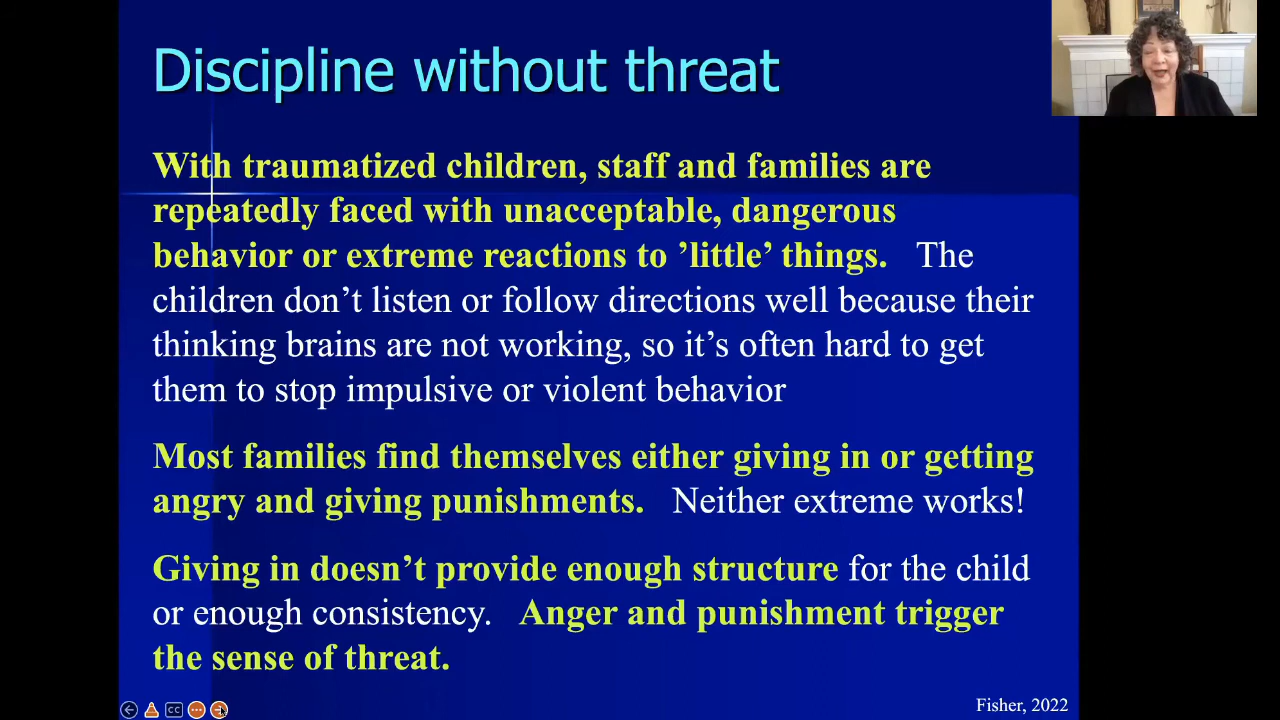 Discipline without threat
With traumatized children, staff and families are
repeatedly faced with unacceptable, dangerous
behavior or extreme reactions to ’little’ things. The
children don’t listen or follow directions well because their
thinking brains are not working, so it’s often hard to get
them to stop impulsive or violent behavior
Most families find themselves either giving in or getting
angry and giving punishments. Neither extreme works!
Giving in doesn’t provide enough structure for the child
or enough consistency. Anger and punishment trigger
the sense of threat.
CC
Fisher, 2022